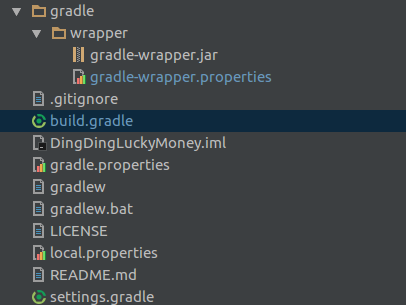 gradle
wrapper
gradle-wrapper.jar
gradle-wrapper.properties
.gitignore
build.gradle
DingDingLuckyMoney.iml
gradle.properties
gradlew
gradlew.bat
LICENSE
local.properties
README.md
settings.gradle